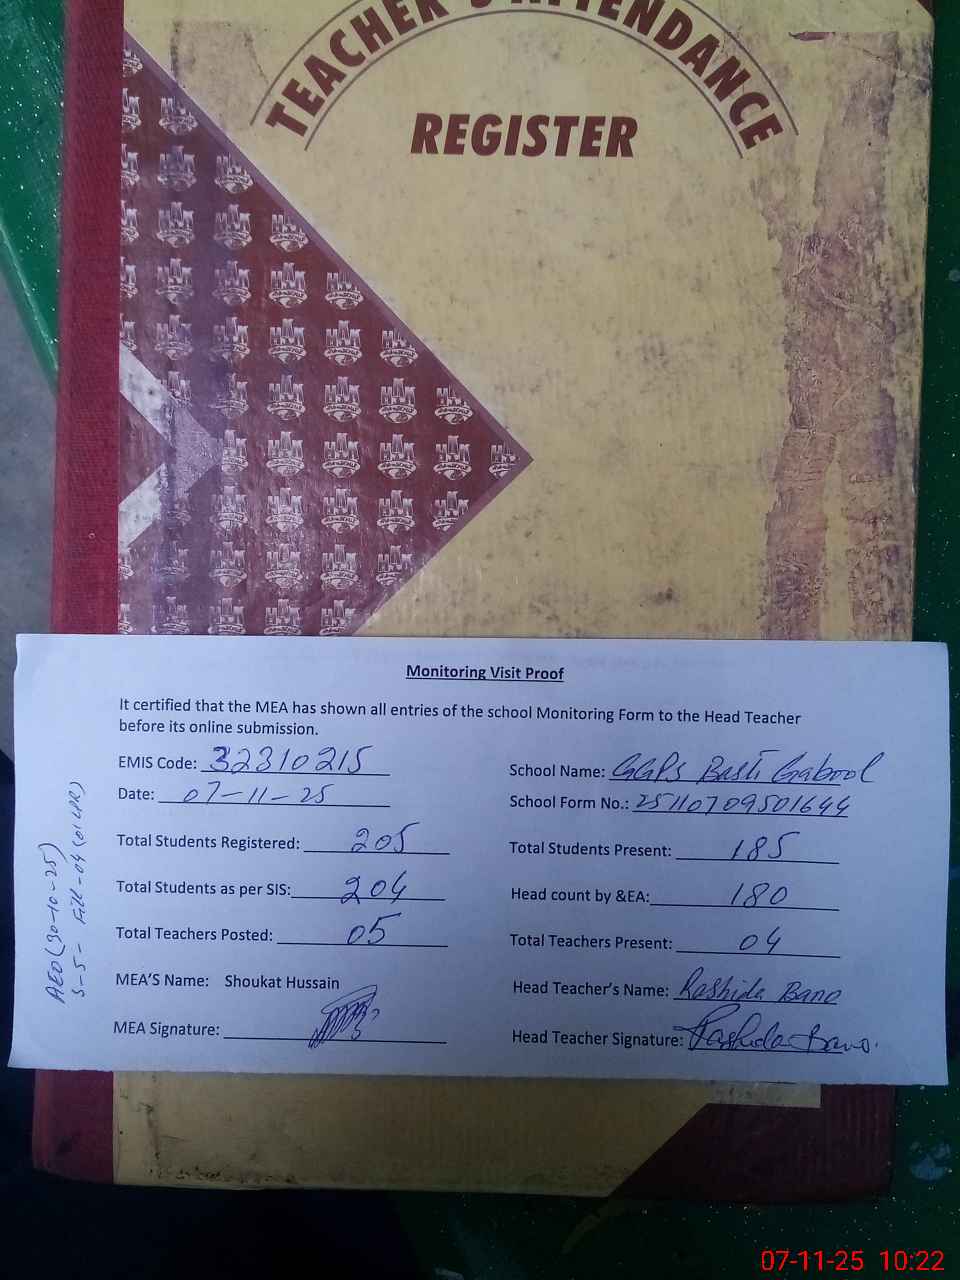 TEACHER'S ATTENDANCE
REGISTER
Monitoring Visit Proof
It certified that the MEA has shown all entries of the school Monitoring Form to the Head Teacher
before its online submission.
EMIS Code: 32310215
School Name: GGPS Basti Gabool
Date: 07-11-25
School Form No.: 25110709501644
Total Students Registered: 205
Total Students Present: 185
Total Students as per SIS: 204
Head count by &EA: 180
Total Teachers Posted: 05
Total Teachers Present: 04
MEA'S Name: Shoukat Hussain
Head Teacher's Name: Rashida Bano
MEA Signature:
Head Teacher Signature: Rashida Bano.
AEO (30-10-25)
S-5-
07-11-25 10:22